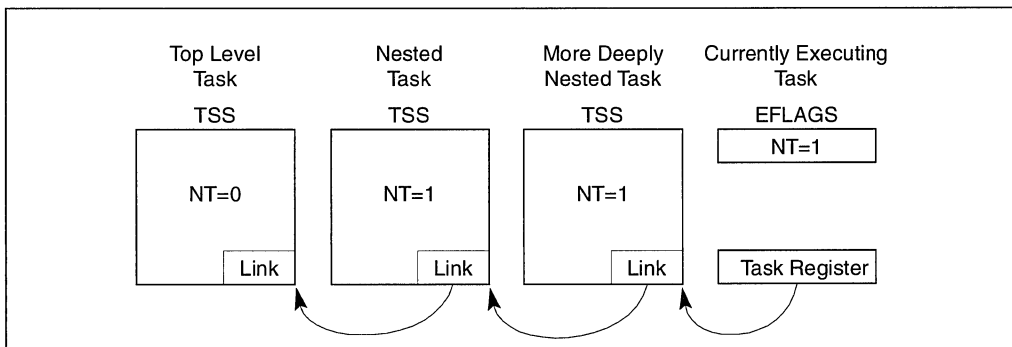 Top Level
Task
TSS
NT=0
Link
Nested
Task
TSS
NT=1
Link
More Deeply
Nested Task
TSS
NT=1
Link
Currently Executing
Task
EFLAGS
NT=1
Task Register